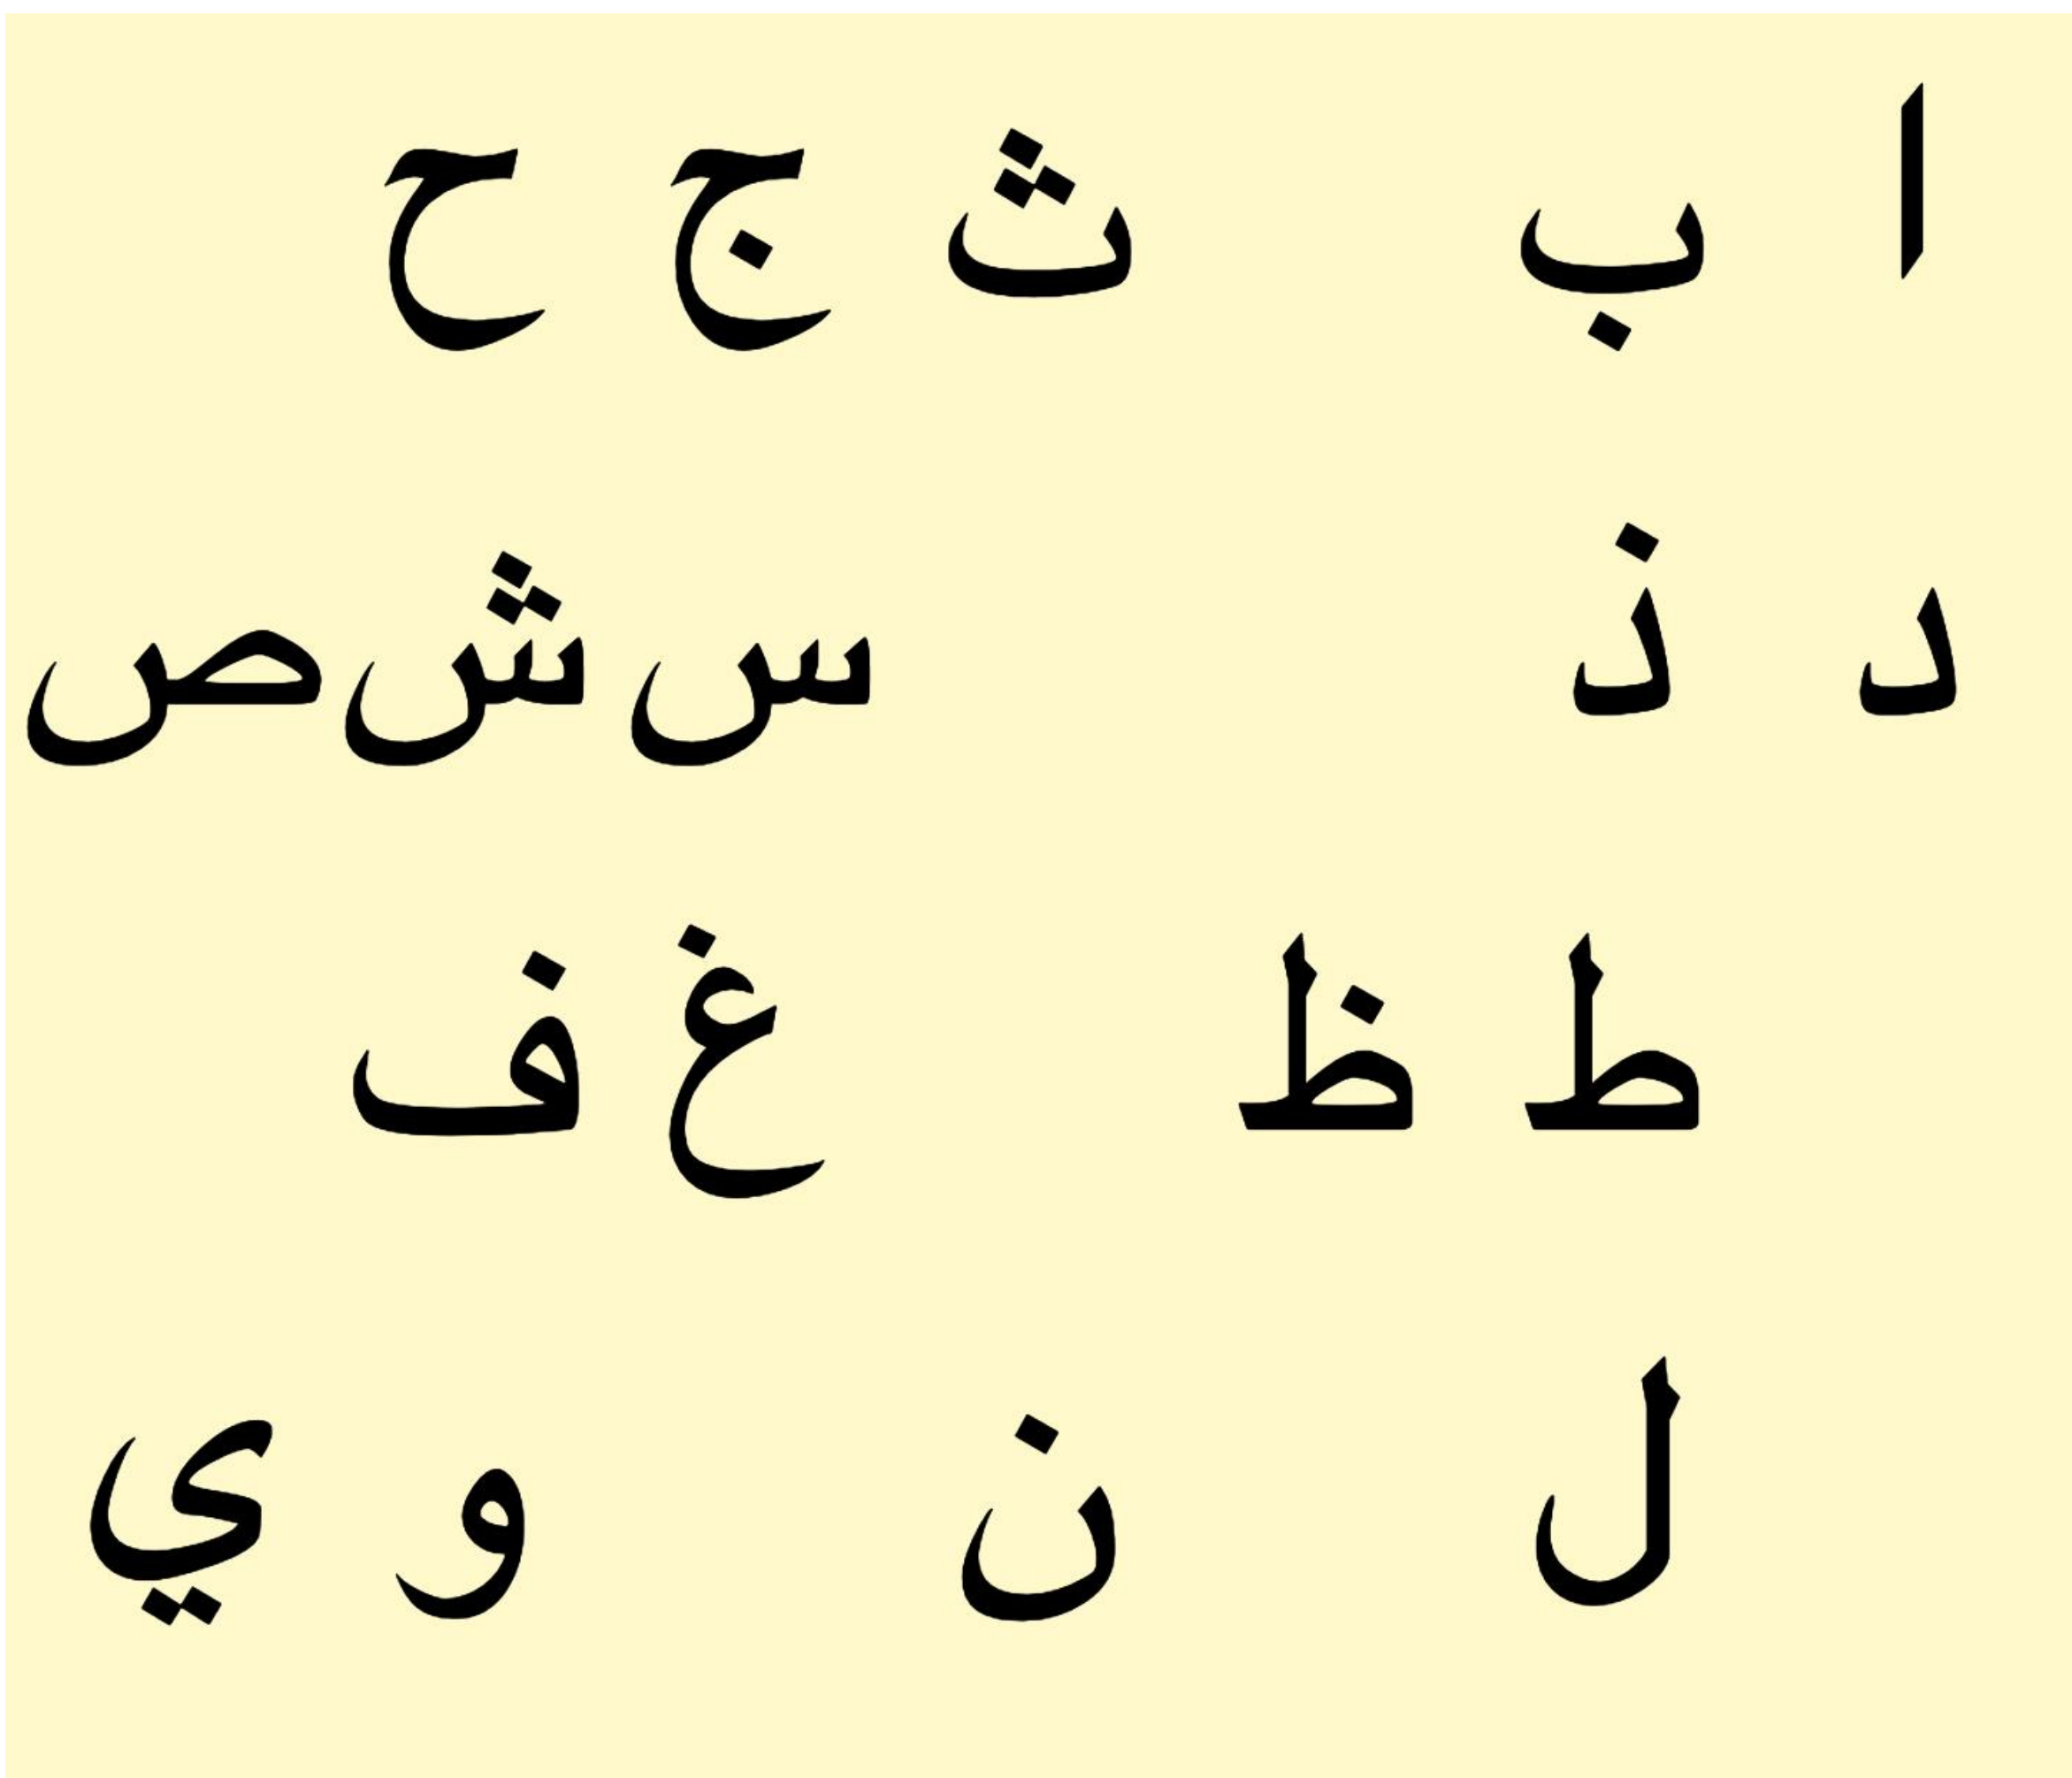 ا ب ث ج ح
د ذ س ش ص
ط ظ غ ف
ل ن و ي